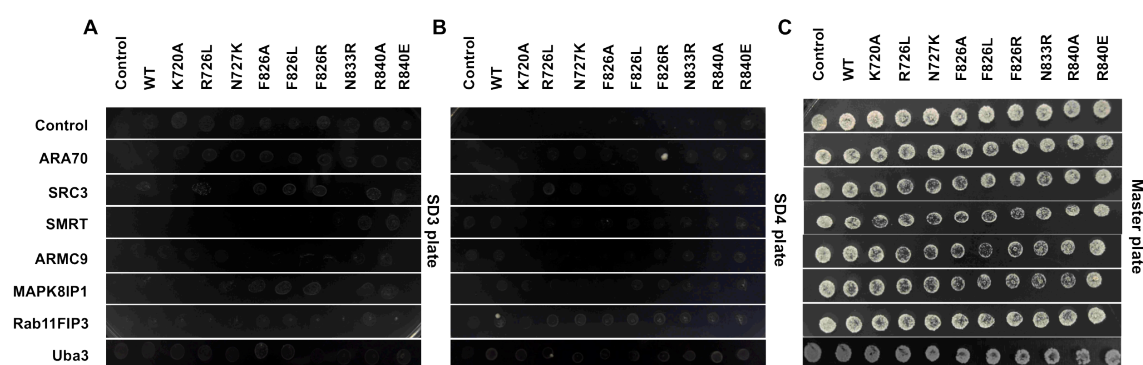 A
Control WT K720A R726L N727K F826A F826L F826R N833R R840A R840E
B
Control WT K720A R726L N727K F826A F826L F826R N833R R840A R840E
C
Control WT K720A R726L N727K F826A F826L F826R N833R R840A R840E
Control
ARA70
SRC3
SMRT
ARMC9
MAPK8IP1
Rab11FIP3
Uba3
SD3 plate
SD4 plate
Master plate